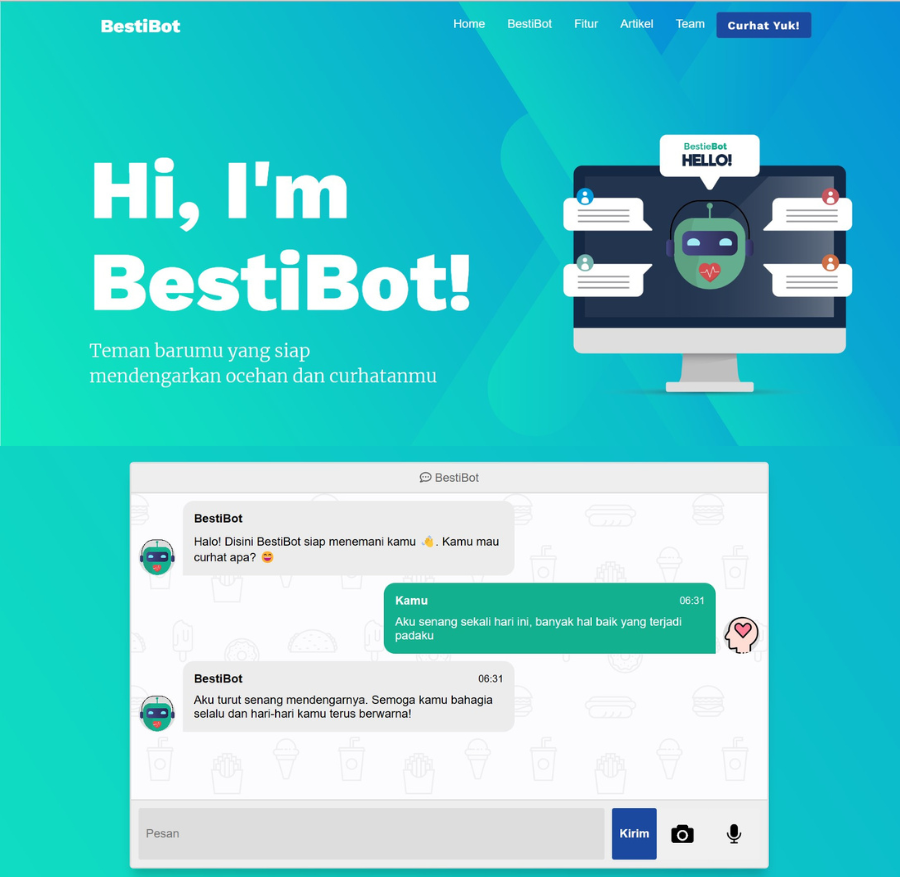 BestiBot
Home BestiBot Fitur Artikel Team Curhat Yuk!
BestieBot
HELLO!
Hi, I'm
BestiBot!
Teman barumu yang siap
mendengarkan ocehan dan curhatanmu
BestiBot
BestiBot
Halo! Disini BestiBot siap menemani kamu 🤙. Kamu mau
curhat apa? 😄
Kamu 06:31
Aku senang sekali hari ini, banyak hal baik yang terjadi
padaku
BestiBot 06:31
Aku turut senang mendengarnya. Semoga kamu bahagia
selalu dan hari-hari kamu terus berwarna!
Pesan
Kirim